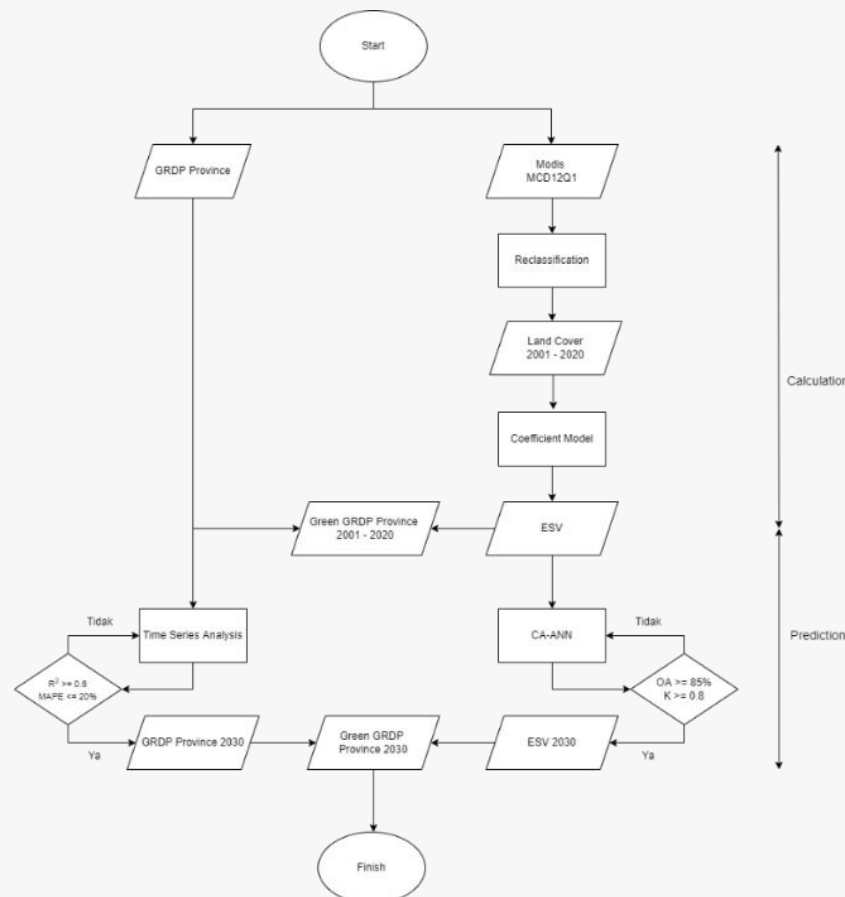 Start
GRDP Province
Modis
MCD12Q1
Reclassification
Land Cover
2001 - 2020
Calculation
Coefficient Model
Green GRDP Province
2001 - 2020
ESV
Tidak
Time Series Analysis
CA-ANN
Tidak
Prediction
R² >= 0.6
MAPE <= 20%
OA >= 85%
K >= 0.8
Ya
GRDP Province 2030
Green GRDP
Province 2030
ESV 2030
Ya
Finish